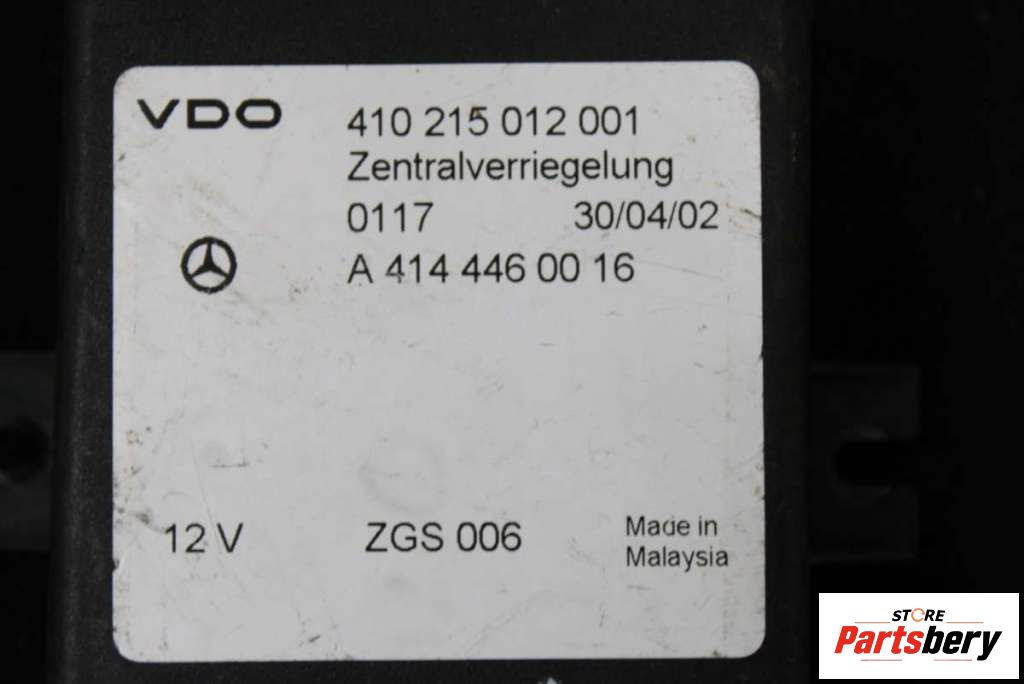 VDO
410 215 012 001
Zentralverriegelung
0117 30/04/02
A 414 446 00 16
12 V ZGS 006 Made in
Malaysia
STORE
Partsbery